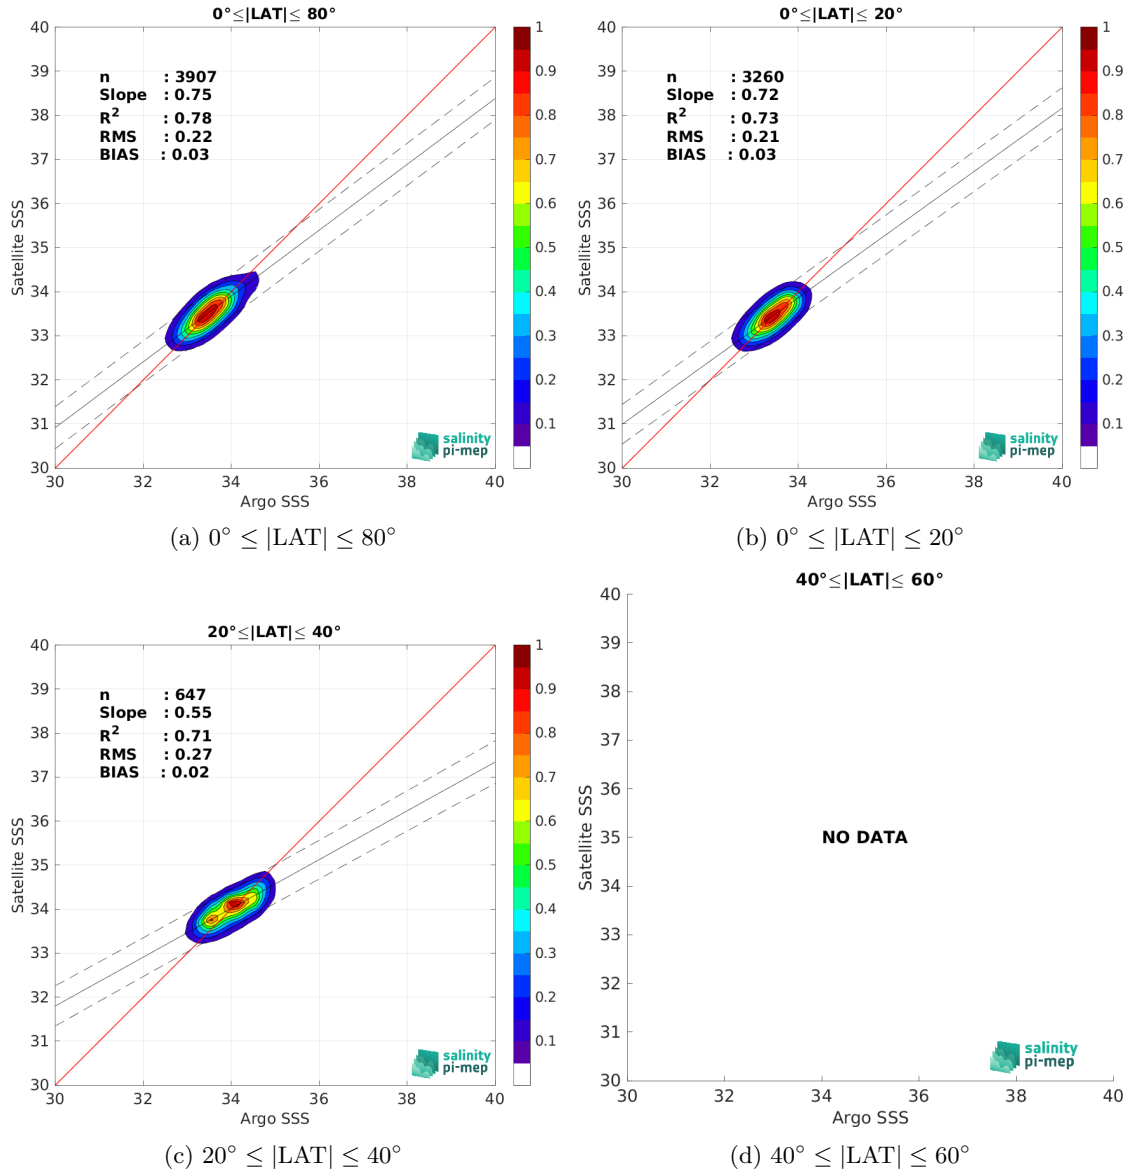 0°≤|LAT|≤ 80°
40
39
38
37
36
35
34
33
32
31
30
30
32
34
36
38
40
Satellite SSS
Argo SSS
n : 3907
Slope : 0.75
R² : 0.78
RMS : 0.22
BIAS : 0.03
1
0.9
0.8
0.7
0.6
0.5
0.4
0.3
0.2
0.1
salinity
pi-mep
(a) 0° ≤ |LAT| ≤ 80°
0°≤|LAT|≤ 20°
40
39
38
37
36
35
34
33
32
31
30
30
32
34
36
38
40
Satellite SSS
Argo SSS
n : 3260
Slope : 0.72
R² : 0.73
RMS : 0.21
BIAS : 0.03
1
0.9
0.8
0.7
0.6
0.5
0.4
0.3
0.2
0.1
salinity
pi-mep
(b) 0° ≤ |LAT| ≤ 20°
20°≤|LAT|≤ 40°
40
39
38
37
36
35
34
33
32
31
30
30
32
34
36
38
40
Satellite SSS
Argo SSS
n : 647
Slope : 0.55
R² : 0.71
RMS : 0.27
BIAS : 0.02
1
0.9
0.8
0.7
0.6
0.5
0.4
0.3
0.2
0.1
salinity
pi-mep
(c) 20° ≤ |LAT| ≤ 40°
40°≤|LAT|≤ 60°
40
39
38
37
36
35
34
33
32
31
30
30
32
34
36
38
40
Satellite SSS
Argo SSS
NO DATA
salinity
pi-mep
(d) 40° ≤ |LAT| ≤ 60°